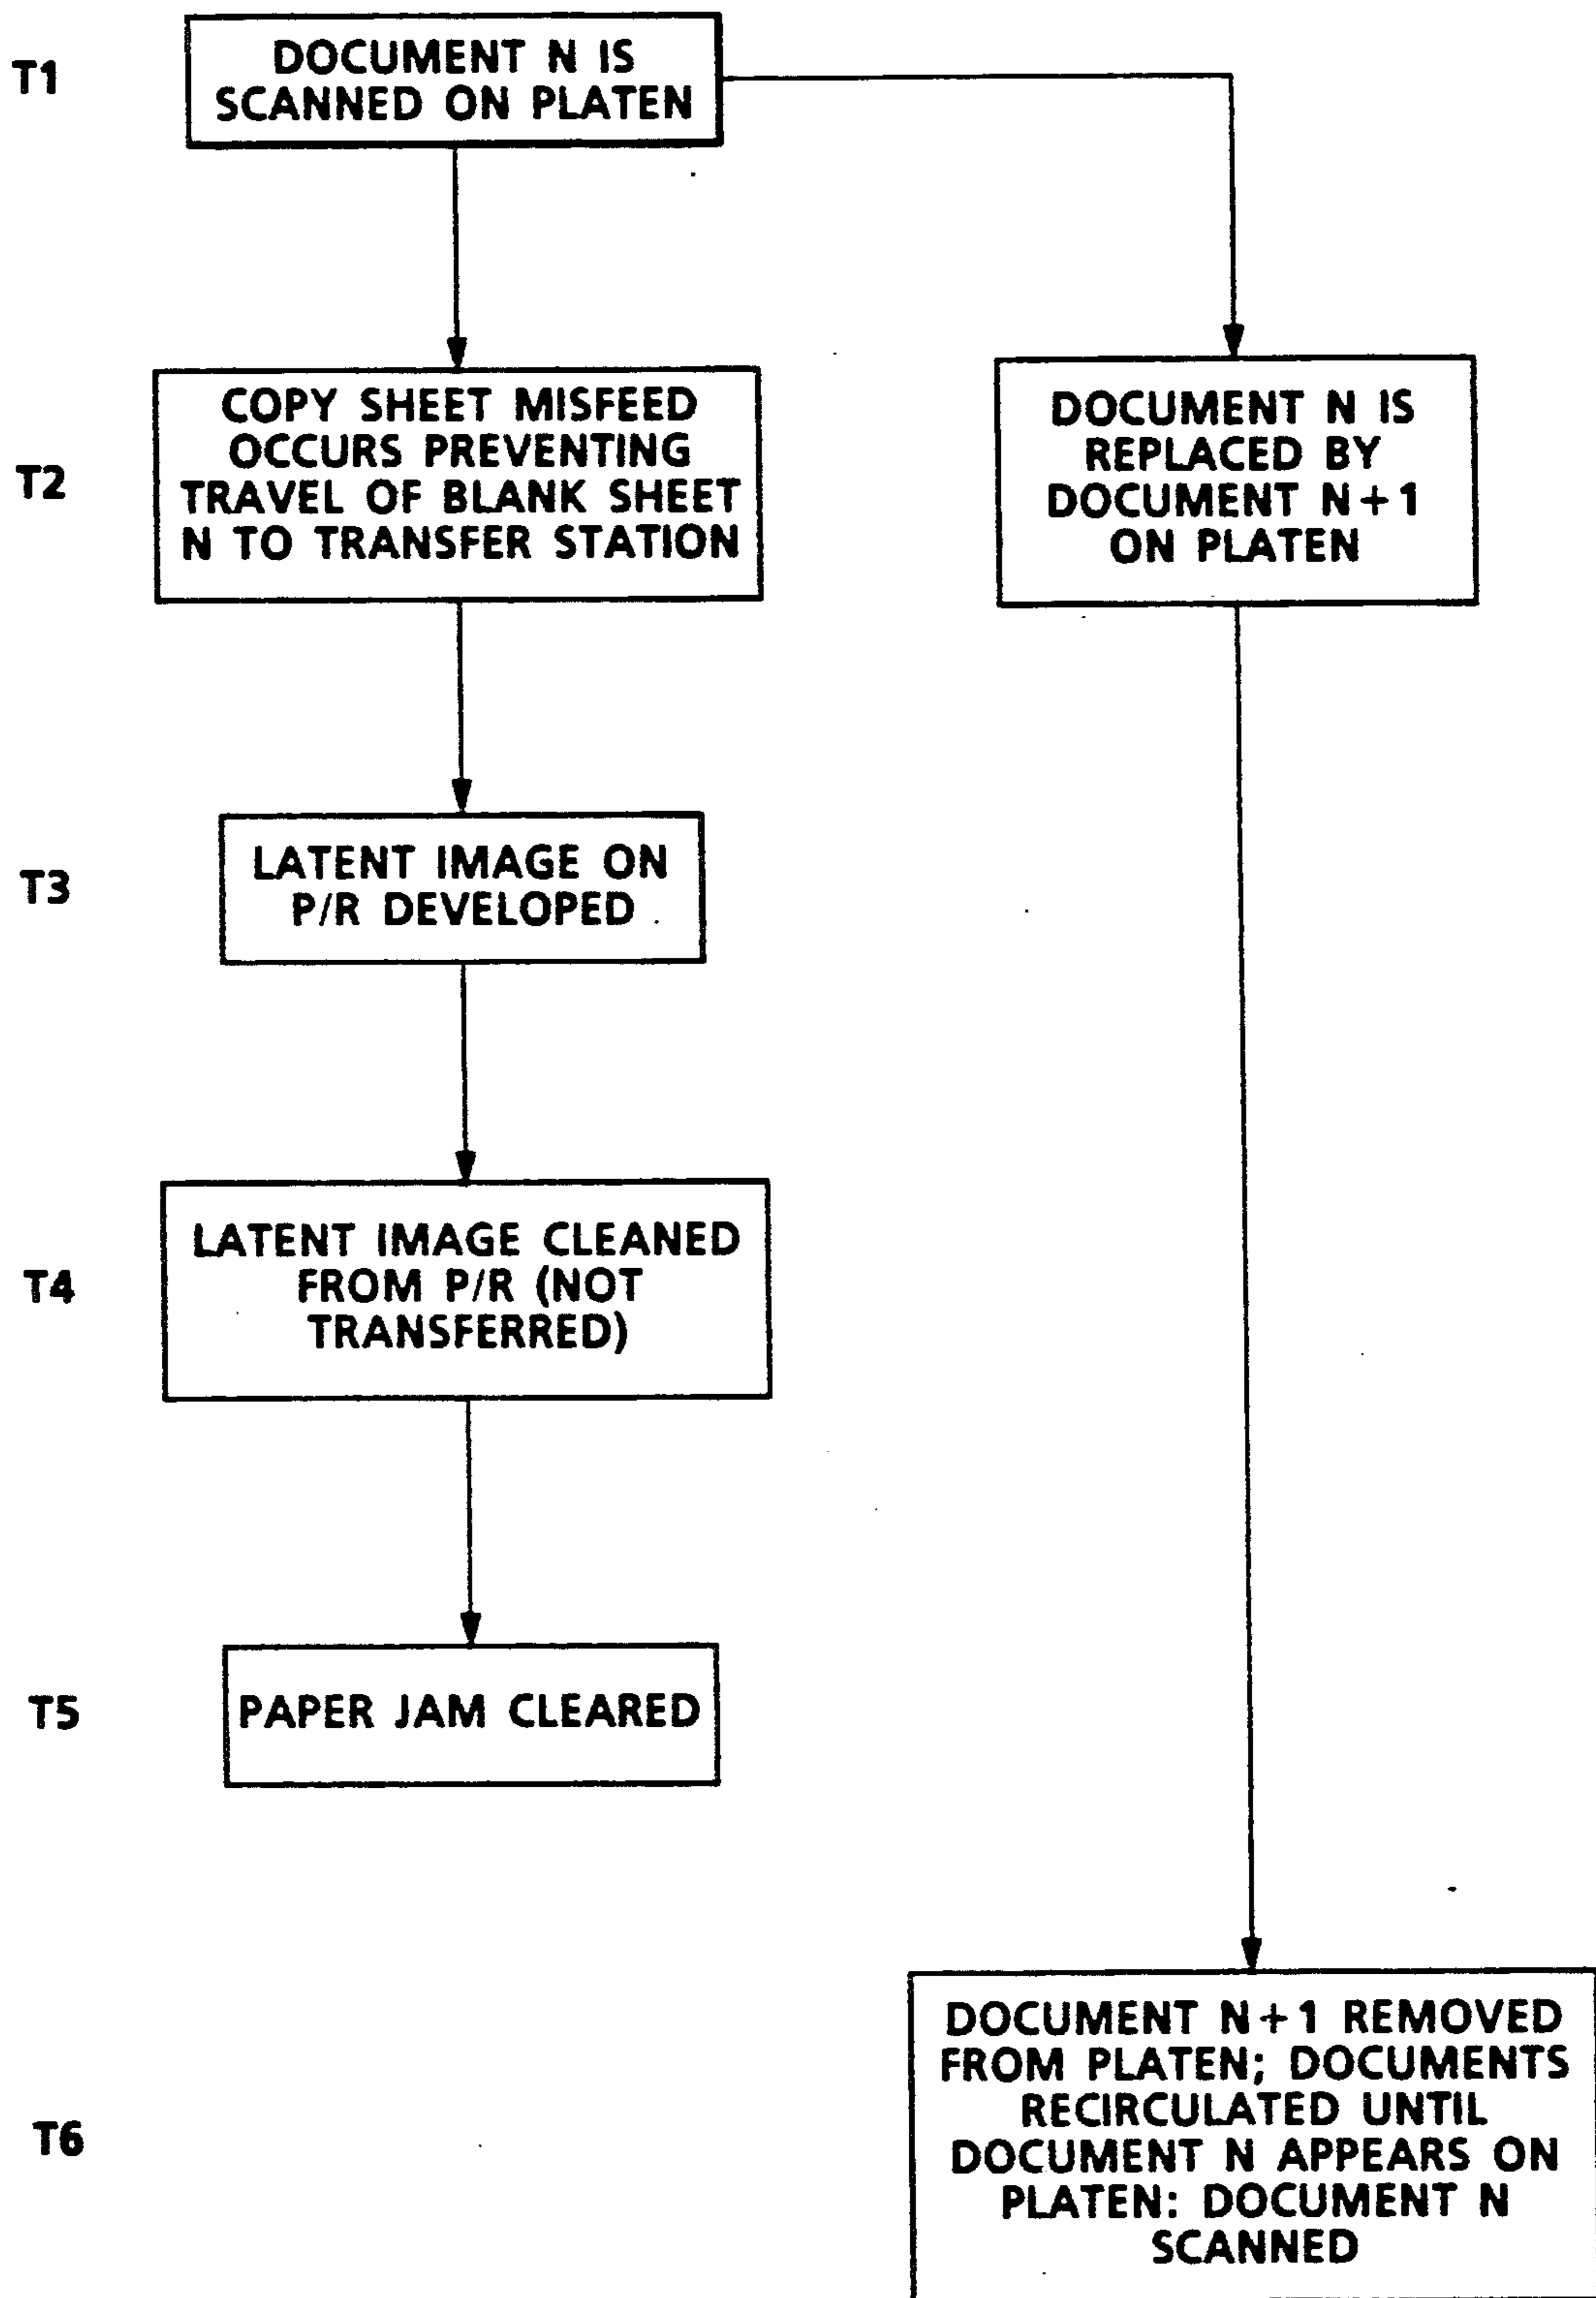 T1
DOCUMENT N IS
SCANNED ON PLATEN
T2
COPY SHEET MISFEED
OCCURS PREVENTING
TRAVEL OF BLANK SHEET
N TO TRANSFER STATION
DOCUMENT N IS
REPLACED BY
DOCUMENT N+1
ON PLATEN
T3
LATENT IMAGE ON
P/R DEVELOPED
T4
LATENT IMAGE CLEANED
FROM P/R (NOT
TRANSFERRED)
T5
PAPER JAM CLEARED
T6
DOCUMENT N+1 REMOVED
FROM PLATEN; DOCUMENTS
RECIRCULATED UNTIL
DOCUMENT N APPEARS ON
PLATEN: DOCUMENT N
SCANNED